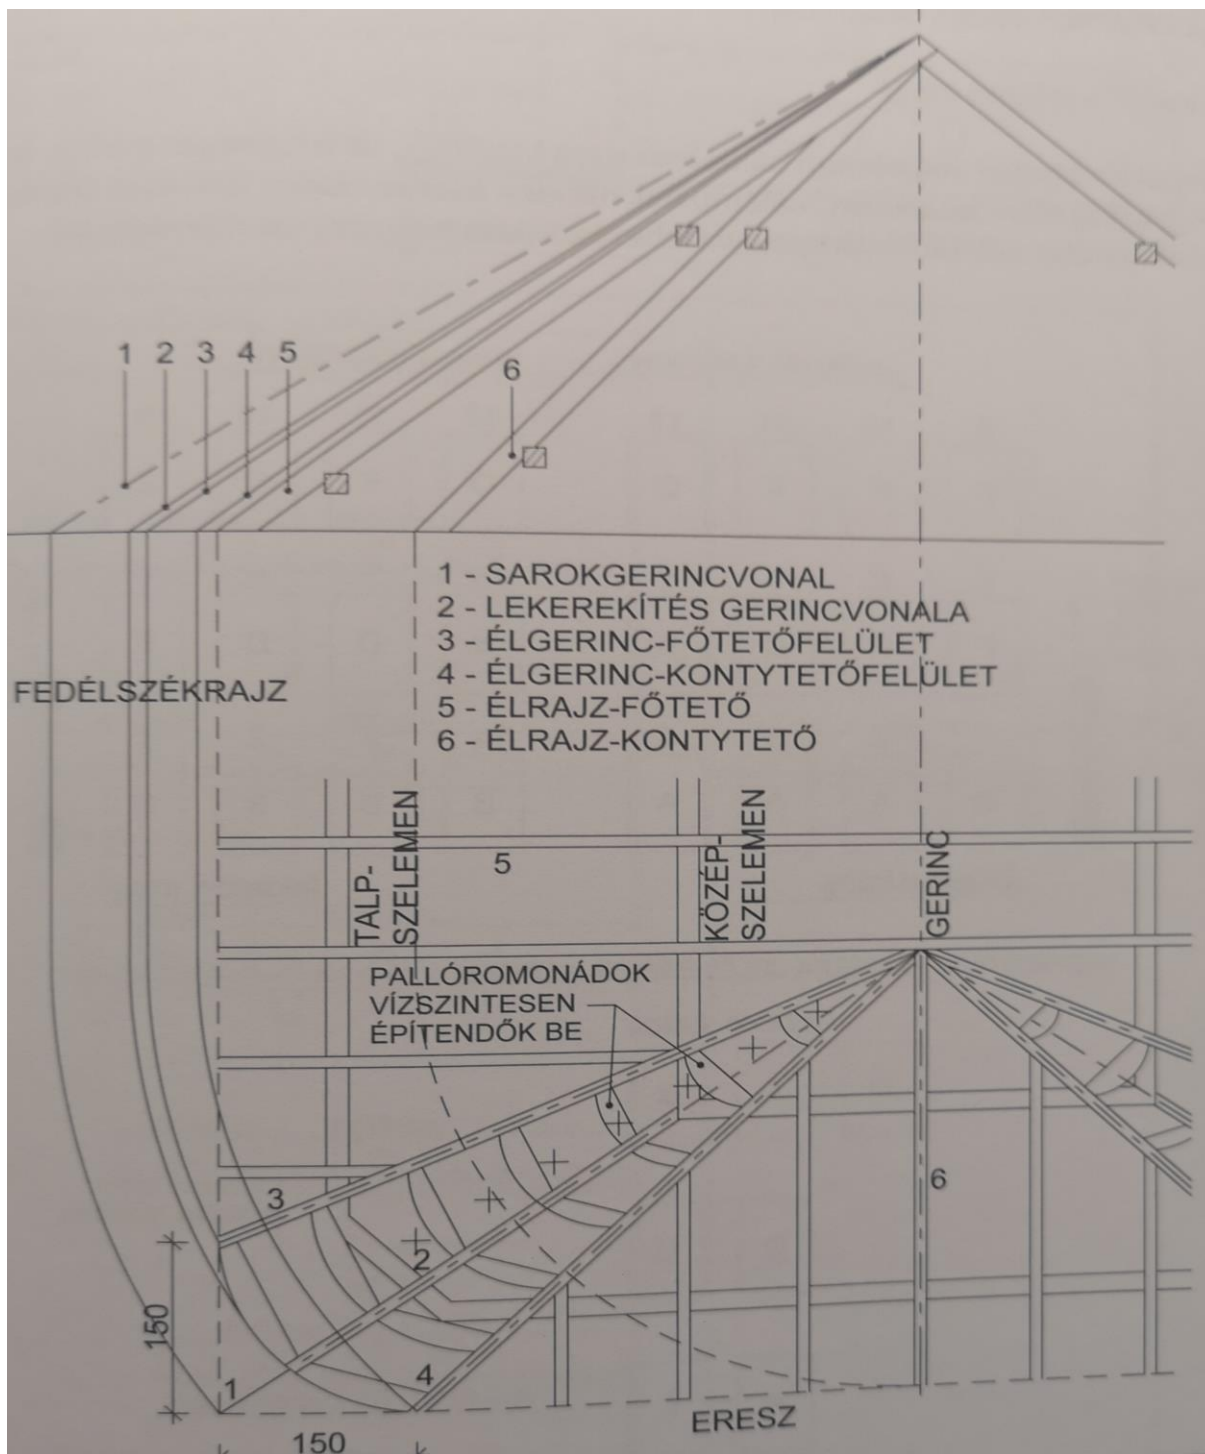 1 2 3 4 5
6
1 - SAROKGERINCVONAL
2 - LEKEREKÍTÉS GERINCVONALA
3 - ÉLGERINC-FŐTETŐFELÜLET
4 - ÉLGERINC-KONTYTETŐFELÜLET
5 - ÉLRAJZ-FŐTETŐ
6 - ÉLRAJZ-KONTYTETŐ
FEDÉLSZÉKRAJZ
TALP-
SZELEMEN
5
KÖZÉP-
SZELEMEN
GERINC
PALLÓROMONÁDOK
VÍZSZINTESEN
ÉPÍTENDŐK BE
3
6
2
150
1
4
ERESZ
150